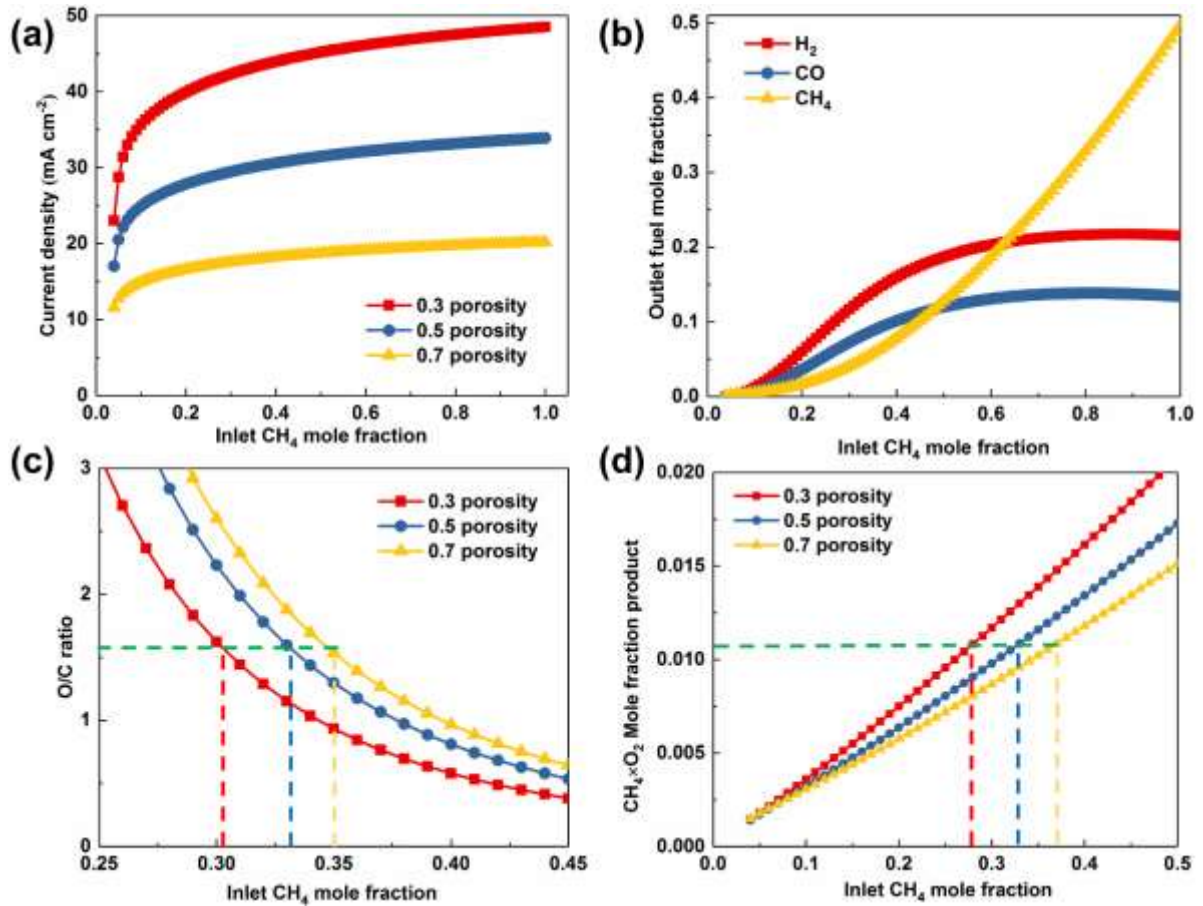 (a)
50
40
30
20
10
0
Current density (mA cm⁻²)
0.3 porosity
0.5 porosity
0.7 porosity
0.0 0.2 0.4 0.6 0.8 1.0
Inlet CH₄ mole fraction
(b)
0.5
0.4
0.3
0.2
0.1
0.0
Outlet fuel mole fraction
H₂
CO
CH₄
0.0 0.2 0.4 0.6 0.8 1.0
Inlet CH₄ mole fraction
(c)
3
2
1
0
O/C ratio
0.3 porosity
0.5 porosity
0.7 porosity
0.25 0.30 0.35 0.40 0.45
Inlet CH₄ mole fraction
(d)
0.020
0.015
0.010
0.005
0.000
CH₄×O₂ Mole fraction product
0.3 porosity
0.5 porosity
0.7 porosity
0.0 0.1 0.2 0.3 0.4 0.5
Inlet CH₄ mole fraction